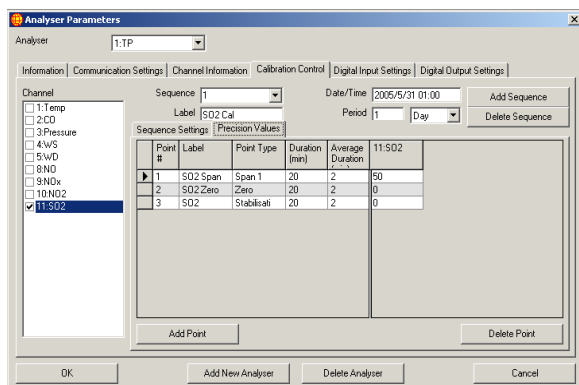 Analyser Parameters
Analyser 1:TP
Information Communication Settings Channel Information Calibration Control Digital Input Settings Digital Output Settings
Channel
1:Temp
2:CO
3:Pressure
4:WS
5:WD
8:NO
9:NOx
10:NO2
11:SO2
Sequence 1 Date/Time 2005/5/31 01:00 Add Sequence
Label SO2 Cal Period 1 Day Delete Sequence
Sequence Settings Precision Values
Point # Label Point Type Duration (min) Average Duration 11:SO2
1 SO2 Span Span 1 20 2 50
2 SO2 Zero Zero 20 2 0
3 SO2 Stabilisati 20 2 0
Add Point Delete Point
OK Add New Analyser Delete Analyser Cancel